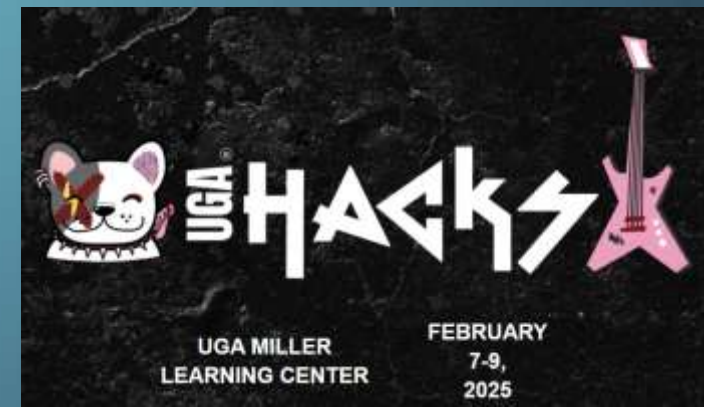 UGA® HACKS
UGA MILLER
LEARNING CENTER
FEBRUARY
7-9,
2025